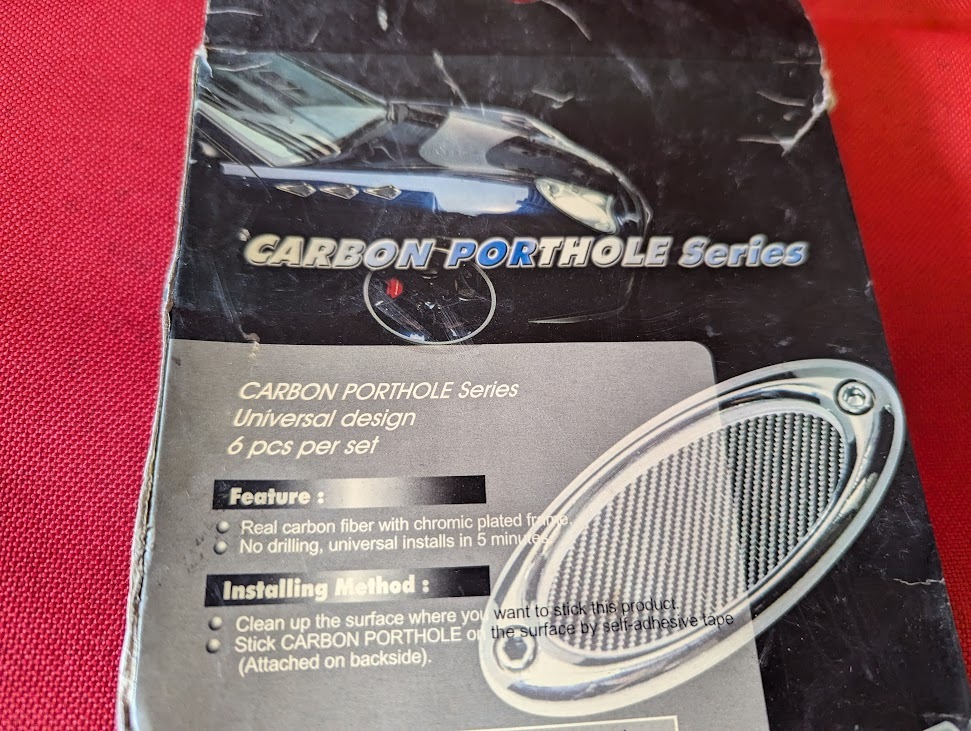 CARBON PORTHOLE Series
CARBON PORTHOLE Series
Universal design
6 pcs per set
Feature :
Real carbon fiber with chromic plated frame,
No drilling, universal installs in 5 minutes.
Installing Method :
Clean up the surface where you want to stick this product.
Stick CARBON PORTHOLE on the surface by self-adhesive tape
(Attached on backside).